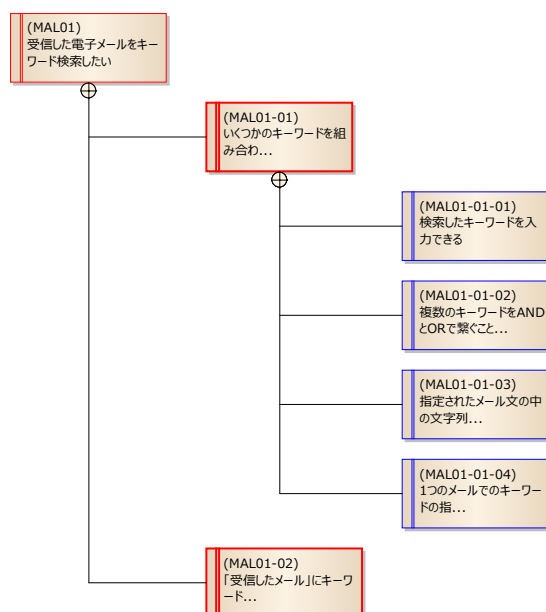 (MAL01)
受信した電子メールをキー
ワード検索したい
(MAL01-01)
いくつかのキーワードを組
み合わ...
(MAL01-01-01)
検索したキーワードを入
力できる
(MAL01-01-02)
複数のキーワードをAND
とORで繋ぐこと...
(MAL01-01-03)
指定されたメール文の中
の文字列...
(MAL01-01-04)
1つのメールでのキーワー
ドの指...
(MAL01-02)
「受信したメール」にキーワ
ード...